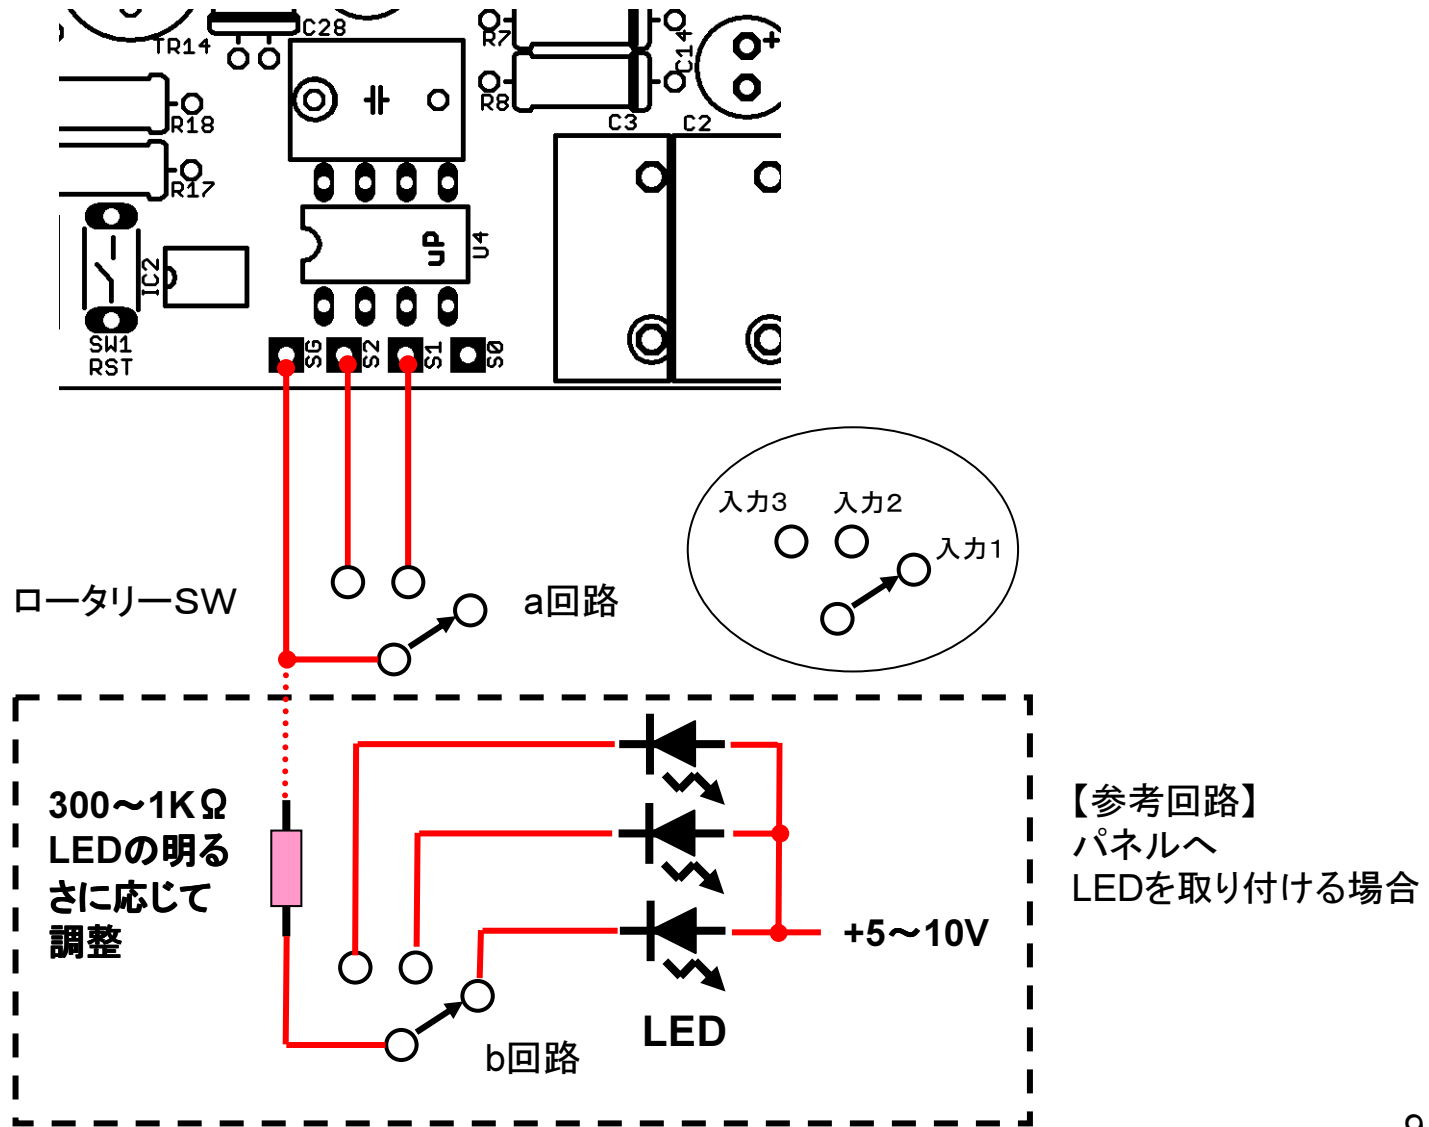 C28
TR14
R7
C14
R8
+
R18
C3
C2
R17
uP
U4
IC2
SW1
RST
SG
S2
S1
S0
入力3
入力2
入力1
ロータリーSW
a回路
300～1KΩ
LEDの明る
さに応じて
調整
【参考回路】
パネルへ
LEDを取り付ける場合
+5～10V
LED
b回路